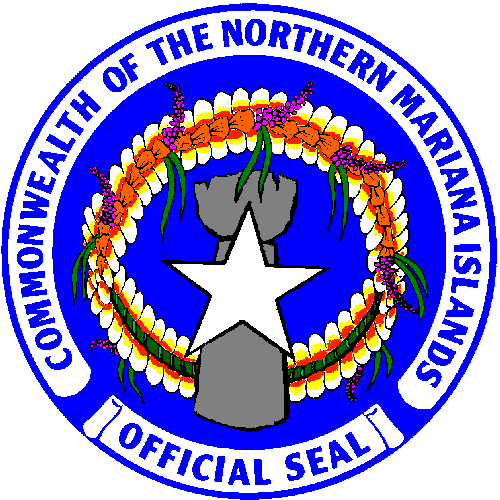 COMMONWEALTH OF THE NORTHERN MARIANA ISLANDS
OFFICIAL SEAL